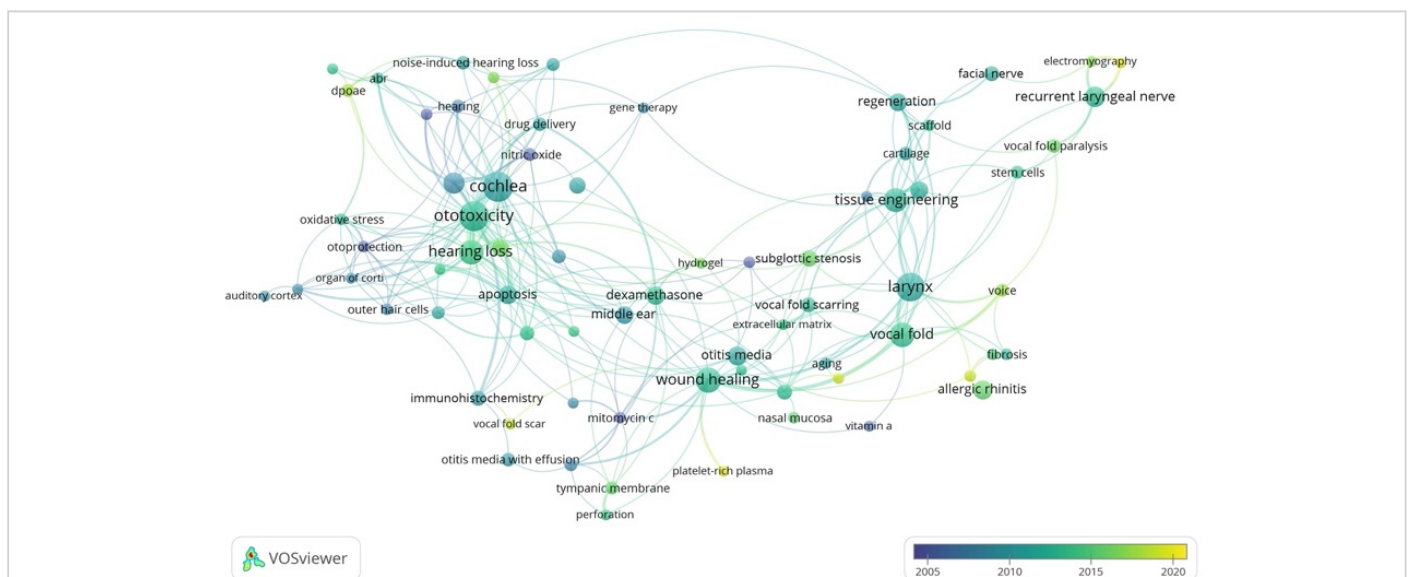 noise-induced hearing loss
abr
dpoae
hearing
drug delivery
nitric oxide
gene therapy
facial nerve
electromyography
recurrent laryngeal nerve
regeneration
scaffold
cartilage
vocal fold paralysis
stem cells
cochlea
ototoxicity
tissue engineering
oxidative stress
otoprotection
hearing loss
organ of corti
auditory cortex
outer hair cells
apoptosis
hydrogel
subglottic stenosis
dexamethasone
middle ear
vocal fold scarring
extracellular matrix
larynx
voice
vocal fold
otitis media
aging
fibrosis
wound healing
allergic rhinitis
immunohistochemistry
vocal fold scar
mitomycin c
nasal mucosa
vitamin a
otitis media with effusion
platelet-rich plasma
tympanic membrane
perforation
VOSviewer
2005 2010 2015 2020